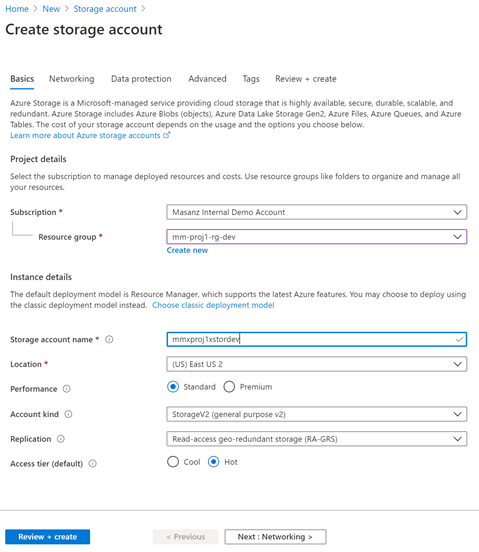 Home > New > Storage account >
Create storage account
Basics Networking Data protection Advanced Tags Review + create
Azure Storage is a Microsoft-managed service providing cloud storage that is highly available, secure, durable, scalable, and
redundant. Azure Storage includes Azure Blobs (objects), Azure Data Lake Storage Gen2, Azure Files, Azure Queues, and Azure
Tables. The cost of your storage account depends on the usage and the options you choose below.
Learn more about Azure storage accounts
Project details
Select the subscription to manage deployed resources and costs. Use resource groups like folders to organize and manage all
your resources.
Subscription * Masanz Internal Demo Account
Resource group * mm-proj1-rg-dev
Create new
Instance details
The default deployment model is Resource Manager, which supports the latest Azure features. You may choose to deploy using
the classic deployment model instead. Choose classic deployment model
Storage account name * mmxproj1xstordev
Location * (US) East US 2
Performance Standard Premium
Account kind StorageV2 (general purpose v2)
Replication Read-access geo-redundant storage (RA-GRS)
Access tier (default) Cool Hot
Review + create < Previous Next : Networking >